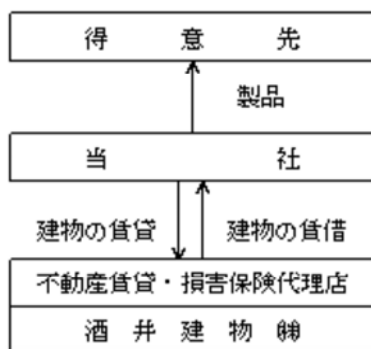 得意先
製品
当社
建物の賃貸 建物の賃借
不動産賃貸・損害保険代理店
酒井建物㈱